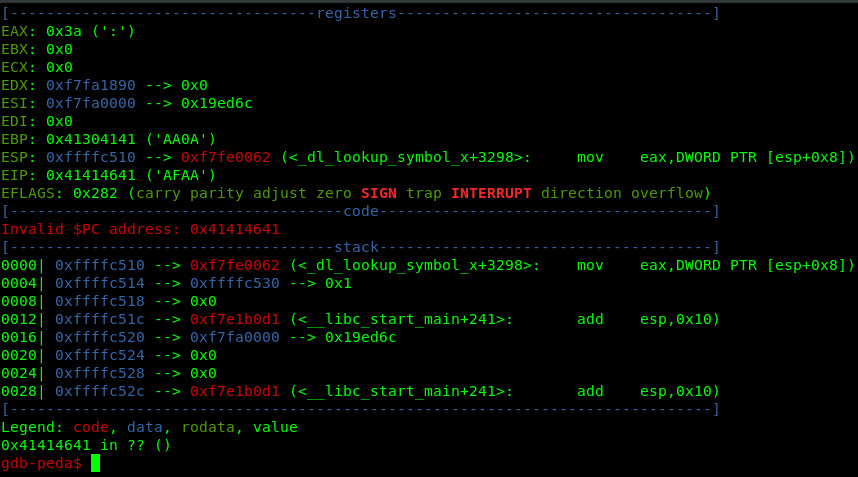 [----------------------------------registers-----------------------------------]
EAX: 0x3a (':')
EBX: 0x0
ECX: 0x0
EDX: 0xf7fa1890 --> 0x0
ESI: 0xf7fa0000 --> 0x19ed6c
EDI: 0x0
EBP: 0x41304141 ('AA0A')
ESP: 0xffffc510 --> 0xf7fe0062 (<_dl_lookup_symbol_x+3298>:    mov    eax,DWORD PTR [esp+0x8])
EIP: 0x41414641 ('AFAA')
EFLAGS: 0x282 (carry parity adjust zero SIGN trap INTERRUPT direction overflow)
[-------------------------------------code-------------------------------------]
Invalid $PC address: 0x41414641
[------------------------------------stack-------------------------------------]
0000| 0xffffc510 --> 0xf7fe0062 (<_dl_lookup_symbol_x+3298>:    mov    eax,DWORD PTR [esp+0x8])
0004| 0xffffc514 --> 0xffffc530 --> 0x1
0008| 0xffffc518 --> 0x0
0012| 0xffffc51c --> 0xf7e1b0d1 (<__libc_start_main+241>:       add    esp,0x10)
0016| 0xffffc520 --> 0xf7fa0000 --> 0x19ed6c
0020| 0xffffc524 --> 0x0
0024| 0xffffc528 --> 0x0
0028| 0xffffc52c --> 0xf7e1b0d1 (<__libc_start_main+241>:       add    esp,0x10)
[------------------------------------------------------------------------------]
Legend: code, data, rodata, value
0x41414641 in ?? ()
gdb-peda$